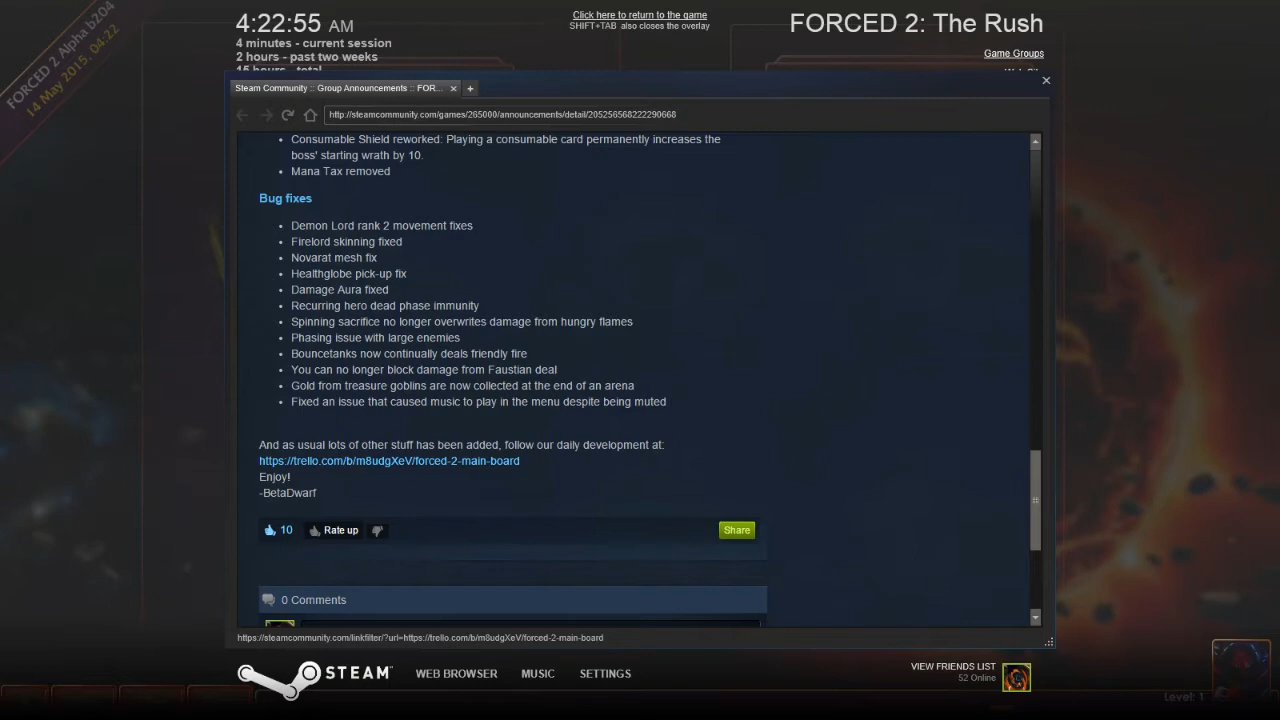 FORCED 2 Alpha b204
14 May 2015, 04:22
4:22:55 AM
4 minutes - current session
2 hours - past two weeks
15 hours - total
Click here to return to the game
SHIFT+TAB also closes the overlay
FORCED 2: The Rush
Game Groups
Steam Community :: Group Announcements :: FOR...
http://steamcommunity.com/games/265000/announcements/detail/205256568222290668
Consumable Shield reworked: Playing a consumable card permanently increases the
boss' starting wrath by 10.
Mana Tax removed
Bug fixes
Demon Lord rank 2 movement fixes
Firelord skinning fixed
Novarat mesh fix
Healthglobe pick-up fix
Damage Aura fixed
Recurring hero dead phase immunity
Spinning sacrifice no longer overwrites damage from hungry flames
Phasing issue with large enemies
Bouncetanks now continually deals friendly fire
You can no longer block damage from Faustian deal
Gold from treasure goblins are now collected at the end of an arena
Fixed an issue that caused music to play in the menu despite being muted
And as usual lots of other stuff has been added, follow our daily development at:
https://trello.com/b/m8udgXeV/forced-2-main-board
Enjoy!
-BetaDwarf
10
Rate up
Share
0 Comments
https://steamcommunity.com/linkfilter/?url=https://trello.com/b/m8udgXeV/forced-2-main-board
STEAM™
WEB BROWSER
MUSIC
SETTINGS
VIEW FRIENDS LIST
52 Online
Level: 1